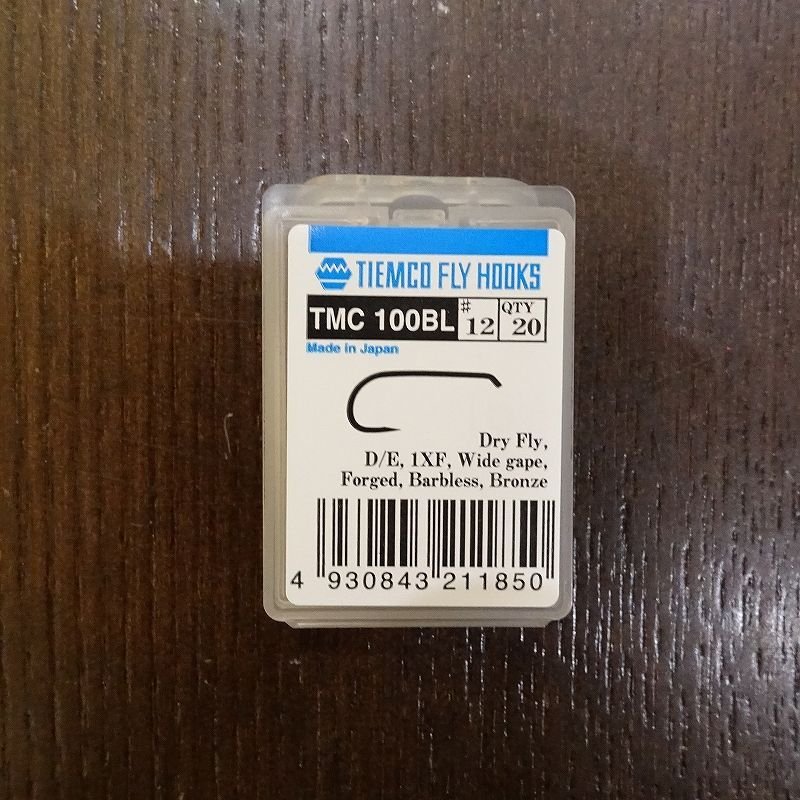 TIEMCO FLY HOOKS
TMC 100BL # 12 QTY 20
Made in Japan
Dry Fly,
D/E, 1XF, Wide gape,
Forged, Barbless, Bronze
4 930843 211850